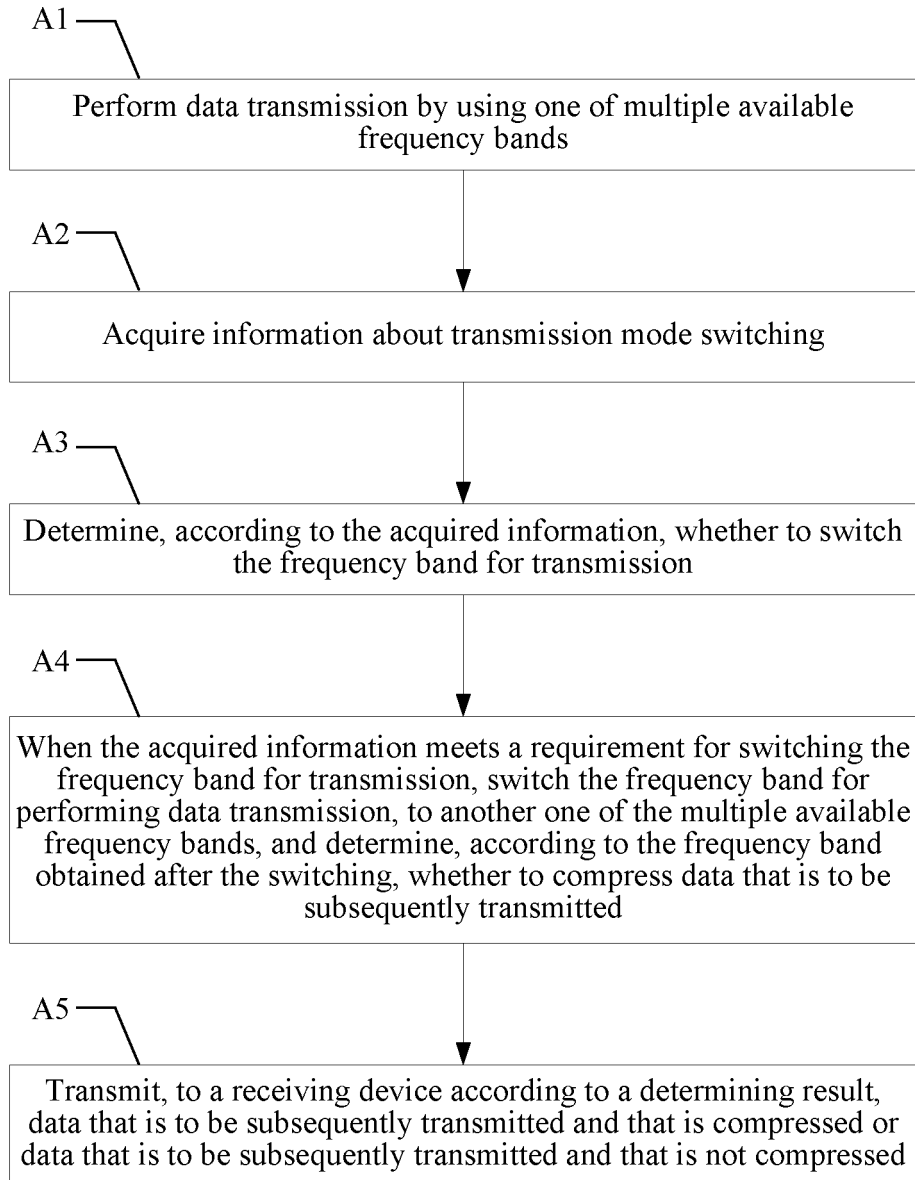 A1
Perform data transmission by using one of multiple available
frequency bands
A2
Acquire information about transmission mode switching
A3
Determine, according to the acquired information, whether to switch
the frequency band for transmission
A4
When the acquired information meets a requirement for switching the
frequency band for transmission, switch the frequency band for
performing data transmission, to another one of the multiple available
frequency bands, and determine, according to the frequency band
obtained after the switching, whether to compress data that is to be
subsequently transmitted
A5
Transmit, to a receiving device according to a determining result,
data that is to be subsequently transmitted and that is compressed or
data that is to be subsequently transmitted and that is not compressed